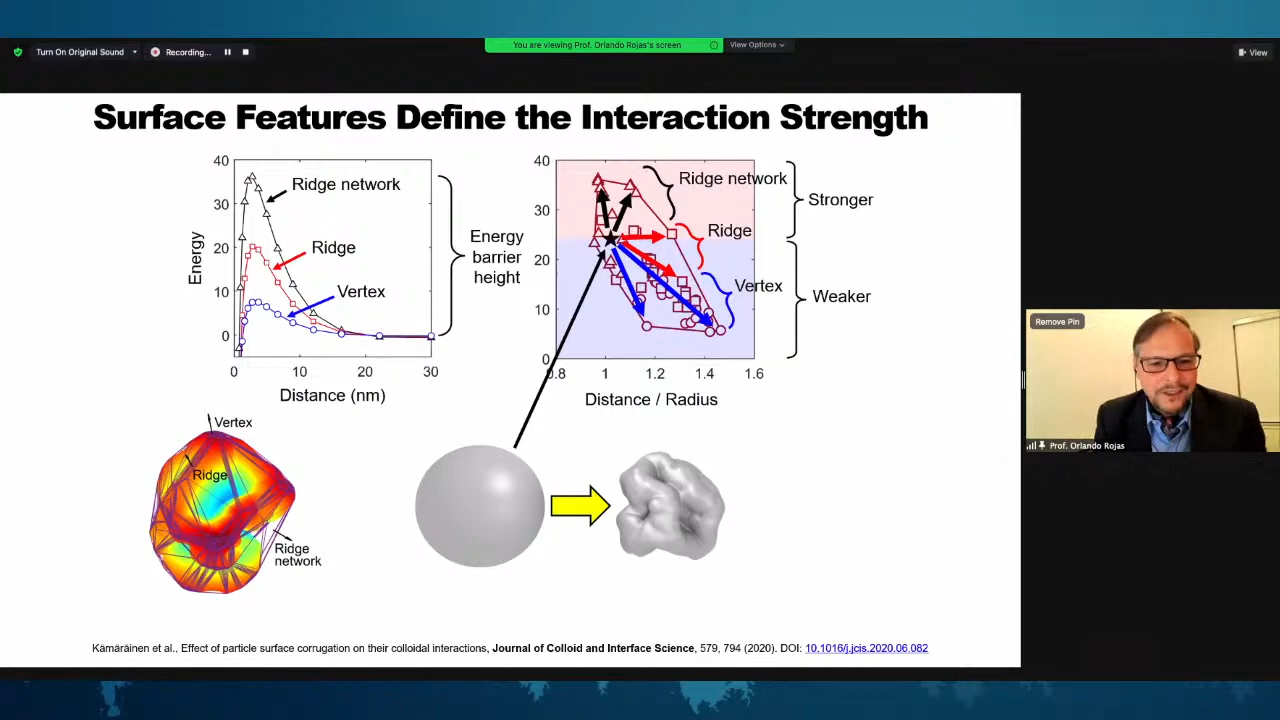 Turn On Original Sound
Recording...
You are viewing Prof. Orlando Rojas's screen
View Options
View
Surface Features Define the Interaction Strength
40
30
20
10
0
Energy
0
10
20
30
Distance (nm)
Ridge network
Ridge
Vertex
Energy
barrier
height
40
30
20
10
0
0.8
1
1.2
1.4
1.6
Distance / Radius
Ridge network
Ridge
Vertex
Stronger
Weaker
Vertex
Ridge
Ridge
network
Remove Pin
Prof. Orlando Rojas
Kämäräinen et al., Effect of particle surface corrugation on their colloidal interactions, Journal of Colloid and Interface Science, 579, 794 (2020). DOI: 10.1016/j.jcis.2020.06.082